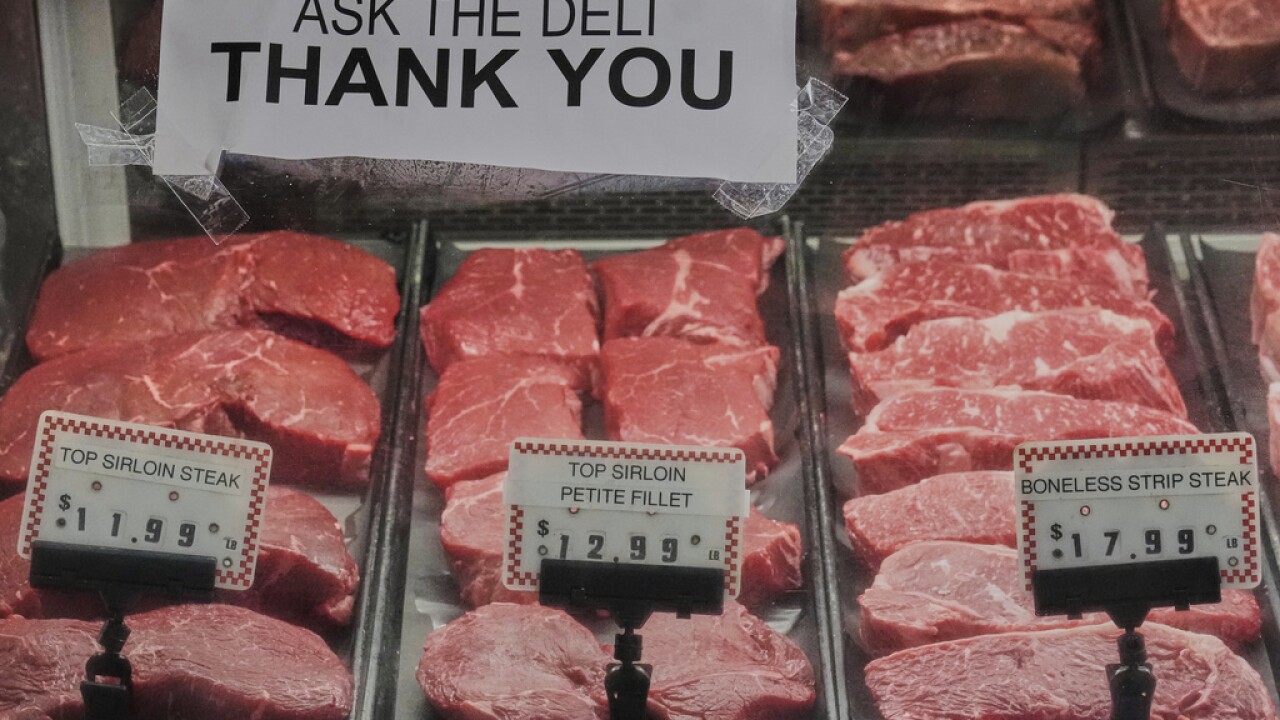 ASK THE DELI
THANK YOU
TOP SIRLOIN STEAK
$11.99 LB
TOP SIRLOIN
PETITE FILLET
$12.99 LB
BONELESS STRIP STEAK
$17.99 LB